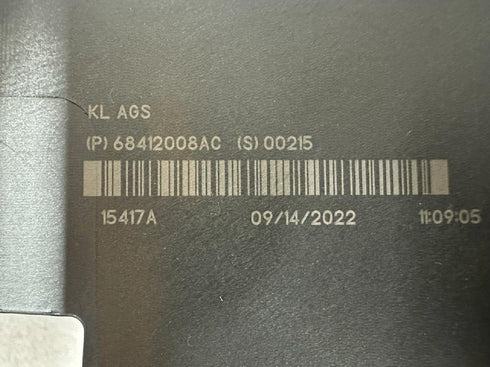 KL AGS
(P) 68412008AC (S) 00215
15417A 09/14/2022 11:09:05